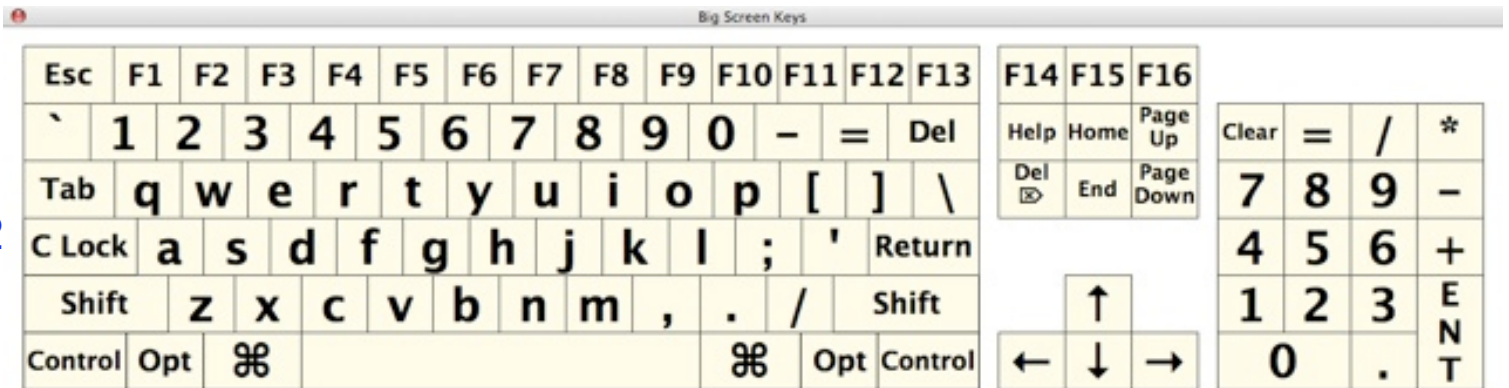 Big Screen Keys
Esc F1 F2 F3 F4 F5 F6 F7 F8 F9 F10 F11 F12 F13 F14 F15 F16
` 1 2 3 4 5 6 7 8 9 0 - = Del Help Home Page Up Clear = / *
Tab q w e r t y u i o p [ ] \ Del ⌦ End Page Down 7 8 9 -
2
C Lock a s d f g h j k l ; ' Return 4 5 6 +
Shift z x c v b n m , . / Shift ↑ 1 2 3 ENT
Control Opt ⌘ ⌘ Opt Control ← ↓ → 0 .